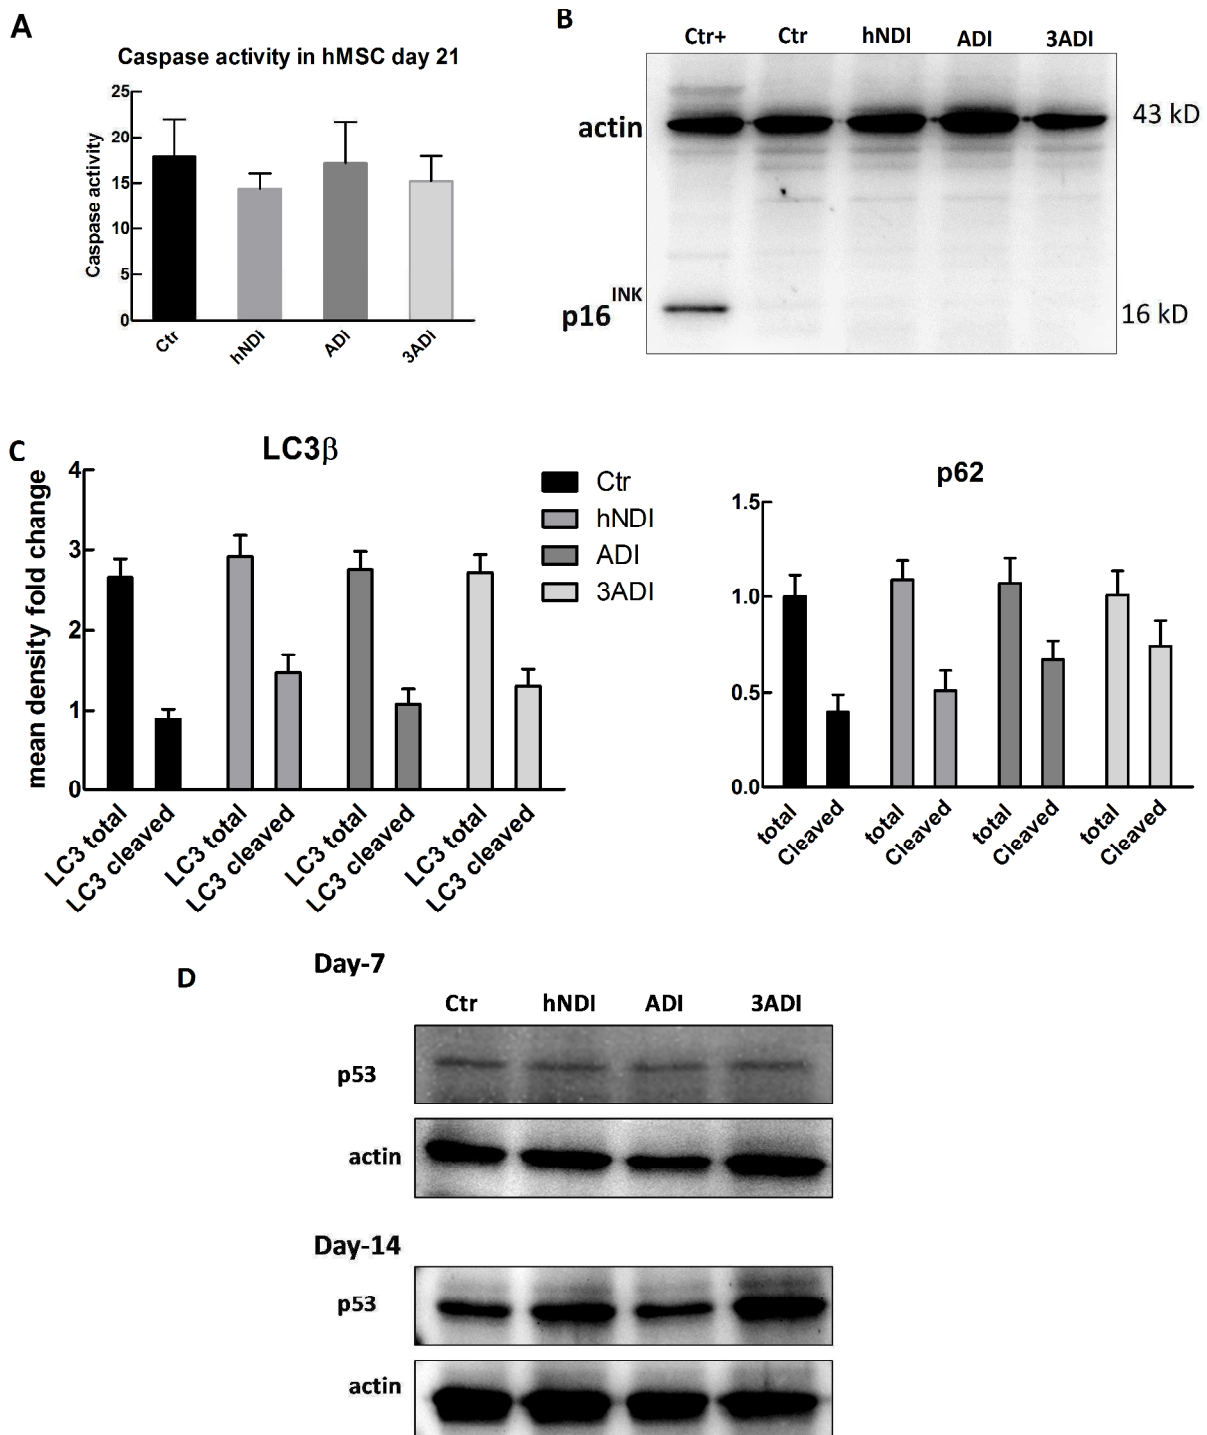 A
Caspase activity in hMSC day 21
Caspase activity
25
20
15
10
5
0
Ctr
hNDi
ADi
3ADi
B
Ctr+ Ctr hNDI ADI 3ADI
actin
43 kD
p16INK
16 kD
C
LC3β
mean density fold change
4
3
2
1
0
LC3 total
LC3 cleaved
LC3 total
LC3 cleaved
LC3 total
LC3 cleaved
LC3 total
LC3 cleaved
Ctr
hNDI
ADI
3ADI
p62
1.5
1.0
0.5
0.0
total
Cleaved
total
Cleaved
total
Cleaved
total
Cleaved
D
Day-7
Ctr hNDI ADI 3ADI
p53
actin
Day-14
p53
actin